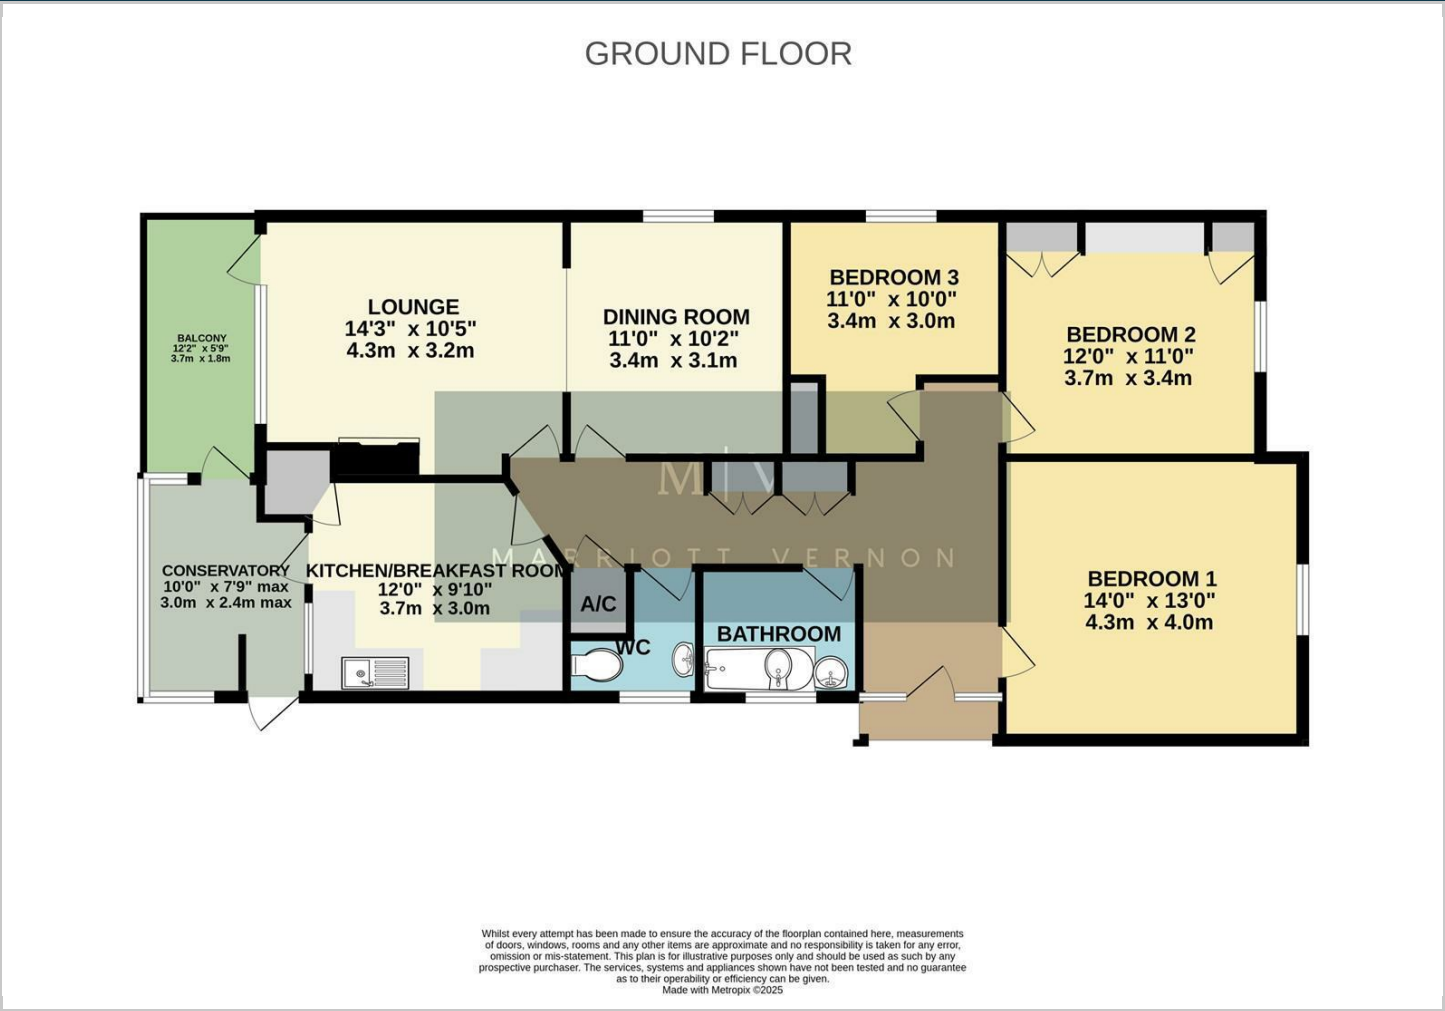 GROUND FLOOR
BALCONY
12'2" x 5'9"
3.7m x 1.8m
LOUNGE
14'3" x 10'5"
4.3m x 3.2m
DINING ROOM
11'0" x 10'2"
3.4m x 3.1m
BEDROOM 3
11'0" x 10'0"
3.4m x 3.0m
BEDROOM 2
12'0" x 11'0"
3.7m x 3.4m
M|V
MARRIOTT VERNON
CONSERVATORY
10'0" x 7'9" max
3.0m x 2.4m max
KITCHEN/BREAKFAST ROOM
12'0" x 9'10"
3.7m x 3.0m
A/C
WC
BATHROOM
BEDROOM 1
14'0" x 13'0"
4.3m x 4.0m
Whilst every attempt has been made to ensure the accuracy of the floorplan contained here, measurements
of doors, windows, rooms and any other items are approximate and no responsibility is taken for any error,
omission or mis-statement. This plan is for illustrative purposes only and should be used as such by any
prospective purchaser. The services, systems and appliances shown have not been tested and no guarantee
as to their operability or efficiency can be given.
Made with Metropix ©2025